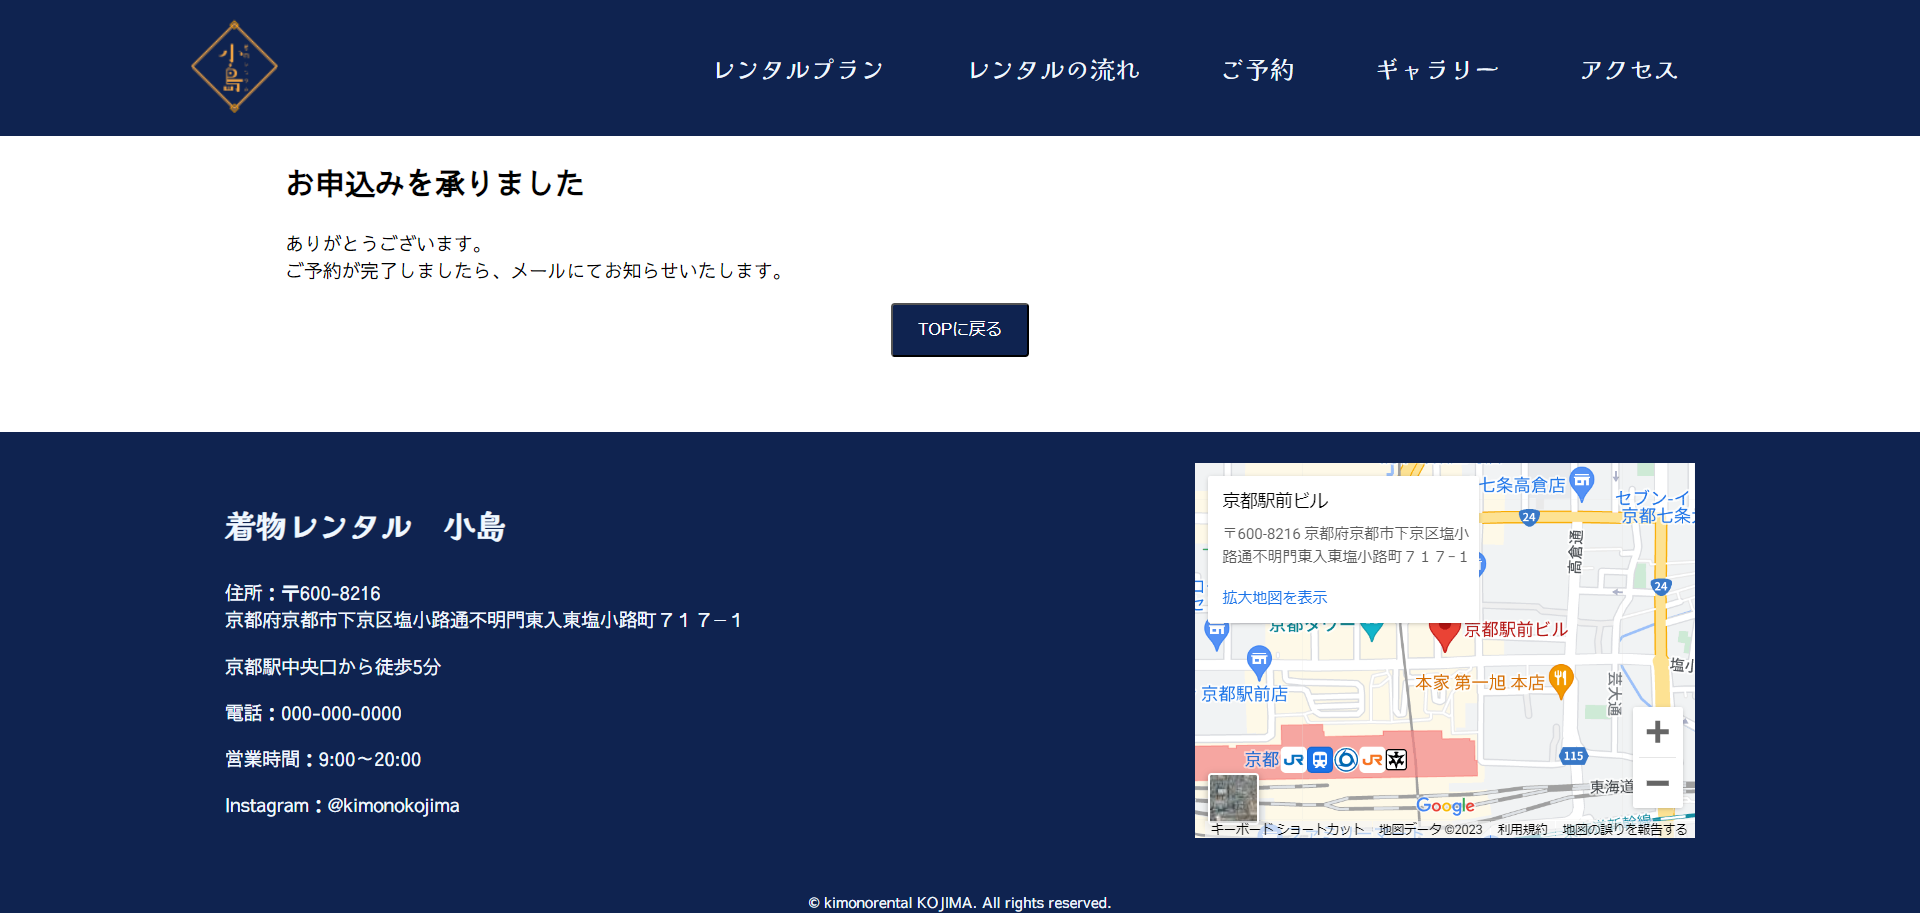 小島
レンタルプラン
レンタルの流れ
ご予約
ギャラリー
アクセス
お申込みを承りました
ありがとうございます。
ご予約が完了しましたら、メールにてお知らせいたします。
TOPに戻る
着物レンタル　小島
住所：〒600-8216
京都府京都市下京区塩小路通不明門東入東塩小路町７１７−１
京都駅中央口から徒歩5分
電話：000-000-0000
営業時間：9:00～20:00
Instagram：@kimonokojima
京都駅前ビル
〒600-8216 京都府京都市下京区塩小
路通不明門東入東塩小路町７１７−１
拡大地図を表示
七条高倉店
セブン-イ
京都七条
24
高倉通
24
京都タワー
京都駅前ビル
塩小
本家 第一旭 本店
芸大通
京都駅前店
京都
JR
JR
115
東海道
Google
キーボード ショートカット
地図データ ©2023
利用規約
地図の誤りを報告する
© kimonorental KOJIMA. All rights reserved.